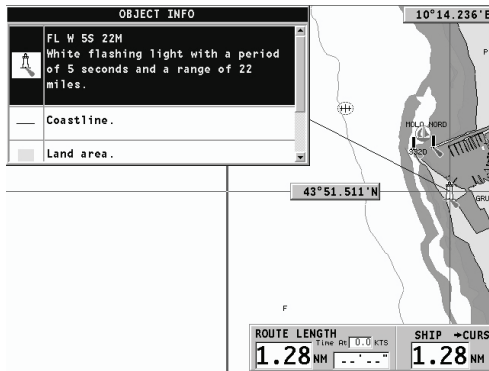 OBJECT INFO
FL W 5S 22M
White flashing light with a period
of 5 seconds and a range of 22
miles.
Coastline.
Land area.
10°14.236'E
P
MOLA NORD
3320
43°51.511'N
GRU
F
ROUTE LENGTH
Time At 0.0 KTS
1.28 NM --'--"
SHIP →CURS
1.28 NM